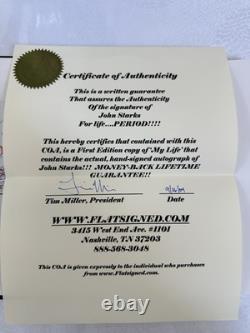 Certificate of Authenticity
This is a written guarantee
That assures the Authenticity
Of the signature of
John Starks
For life....PERIOD!!!!
This hereby certifies that contained with this
COA, is a First Edition copy of 'My Life' that
contains the actual, hand-signed autograph of
John Starks!!! .MONEY-BACK LIFETIME
GUARANTEE!!
Tim Miller, President Date
WWW.FLATSIGNED.COM
3415 West End Ave. #1101
Nashville, TN 37203
888-568-3048
This COA is given expressly to the individual who purchases
from www.Flatsigned.com.